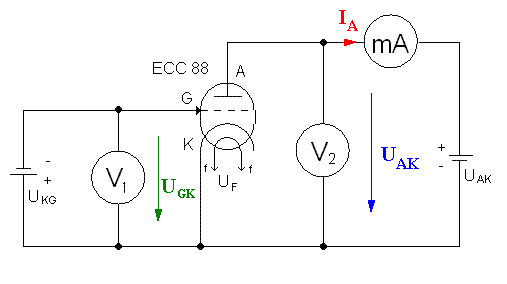 I_A
mA
ECC 88
A
G
K
f
f
U_F
-
+
U_KG
V_1
U_GK
V_2
U_AK
+
-
U_AK